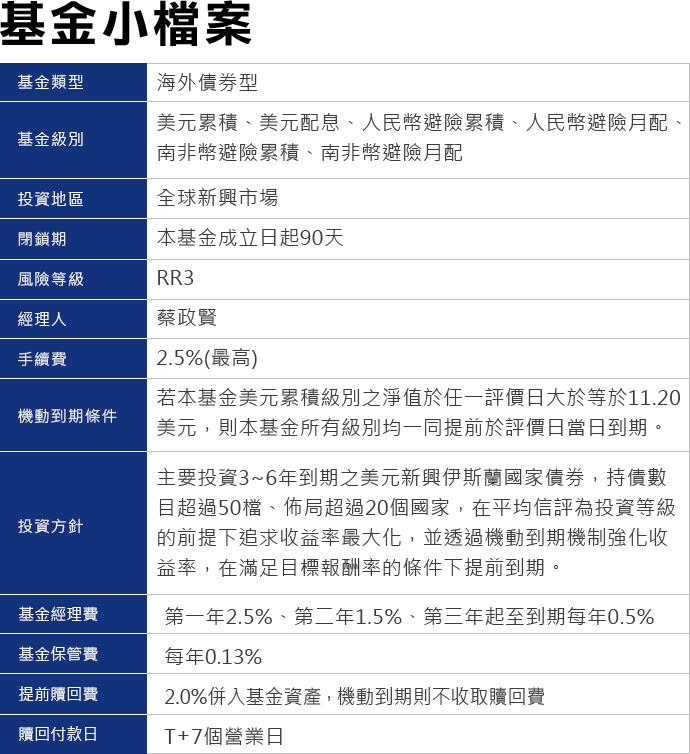 基金小檔案
基金類型 海外債券型
基金級別 美元累積、美元配息、人民幣避險累積、人民幣避險月配、
南非幣避險累積、南非幣避險月配
投資地區 全球新興市場
閉鎖期 本基金成立日起90天
風險等級 RR3
經理人 蔡政賢
手續費 2.5%(最高)
機動到期條件 若本基金美元累積級別之淨值於任一評價日大於等於11.20
美元，則本基金所有級別均一同提前於評價日當日到期。
投資方針 主要投資3~6年到期之美元新興伊斯蘭國家債券，持債數
目超過50檔、佈局超過20個國家，在平均信評為投資等級
的前提下追求收益率最大化，並透過機動到期機制強化收
益率，在滿足目標報酬率的條件下提前到期。
基金經理費 第一年2.5%、第二年1.5%、第三年起至到期每年0.5%
基金保管費 每年0.13%
提前贖回費 2.0%併入基金資產，機動到期則不收取贖回費
贖回付款日 T+7個營業日